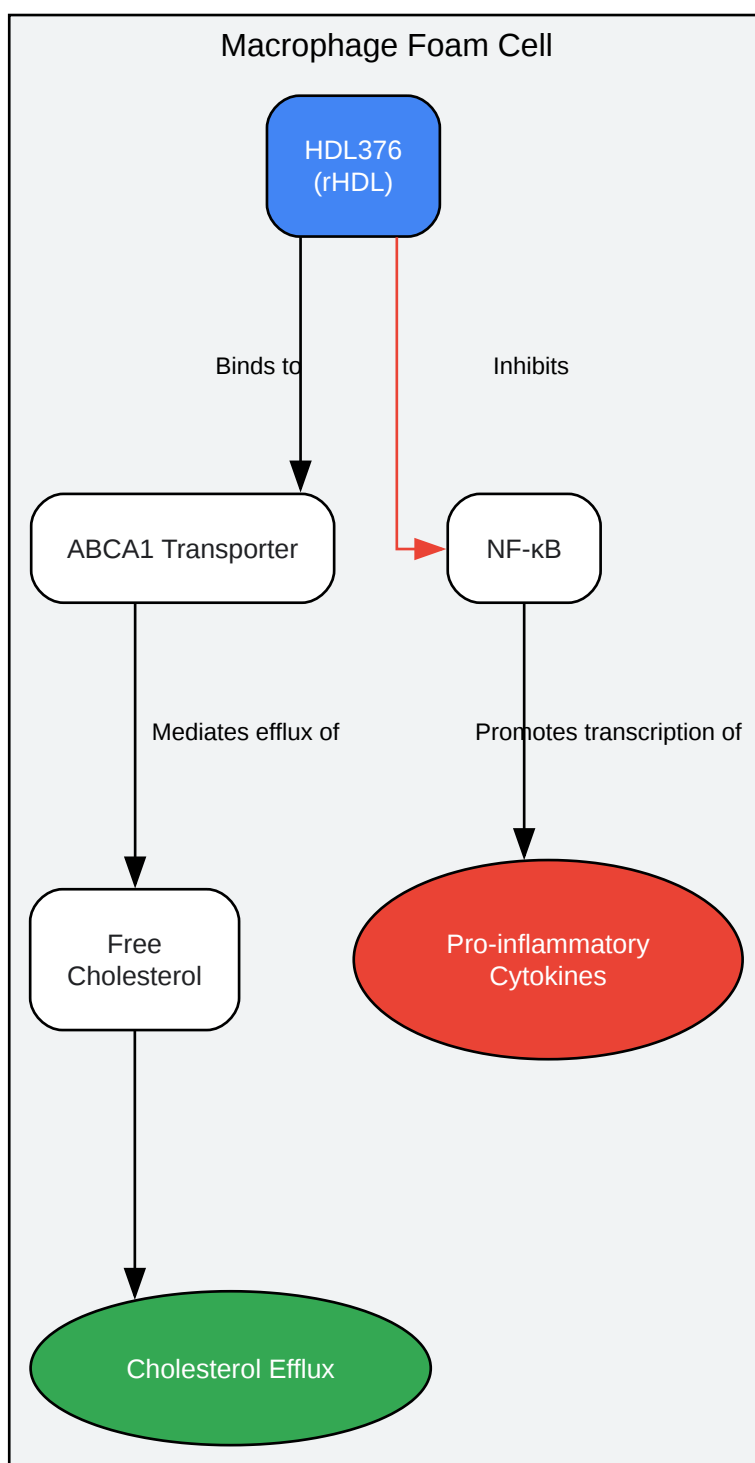 Macrophage Foam Cell
HDL376
(rHDL)
Binds to
Inhibits
ABCA1 Transporter
NF-κB
Mediates efflux of
Promotes transcription of
Free
Cholesterol
Pro-inflammatory
Cytokines
Cholesterol Efflux